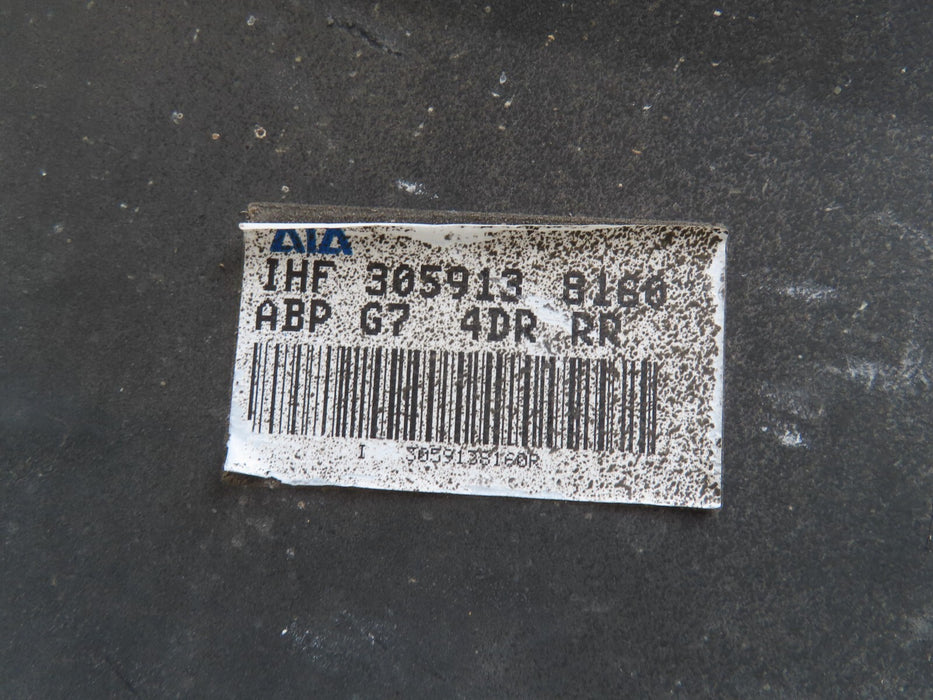 AIA
IHF 305913 8160
ABP G7 4DR RR
I 3059138160R